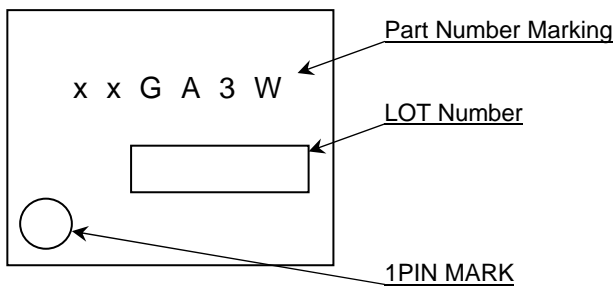 Part Number Marking
x x G A 3 W
LOT Number
1PIN MARK